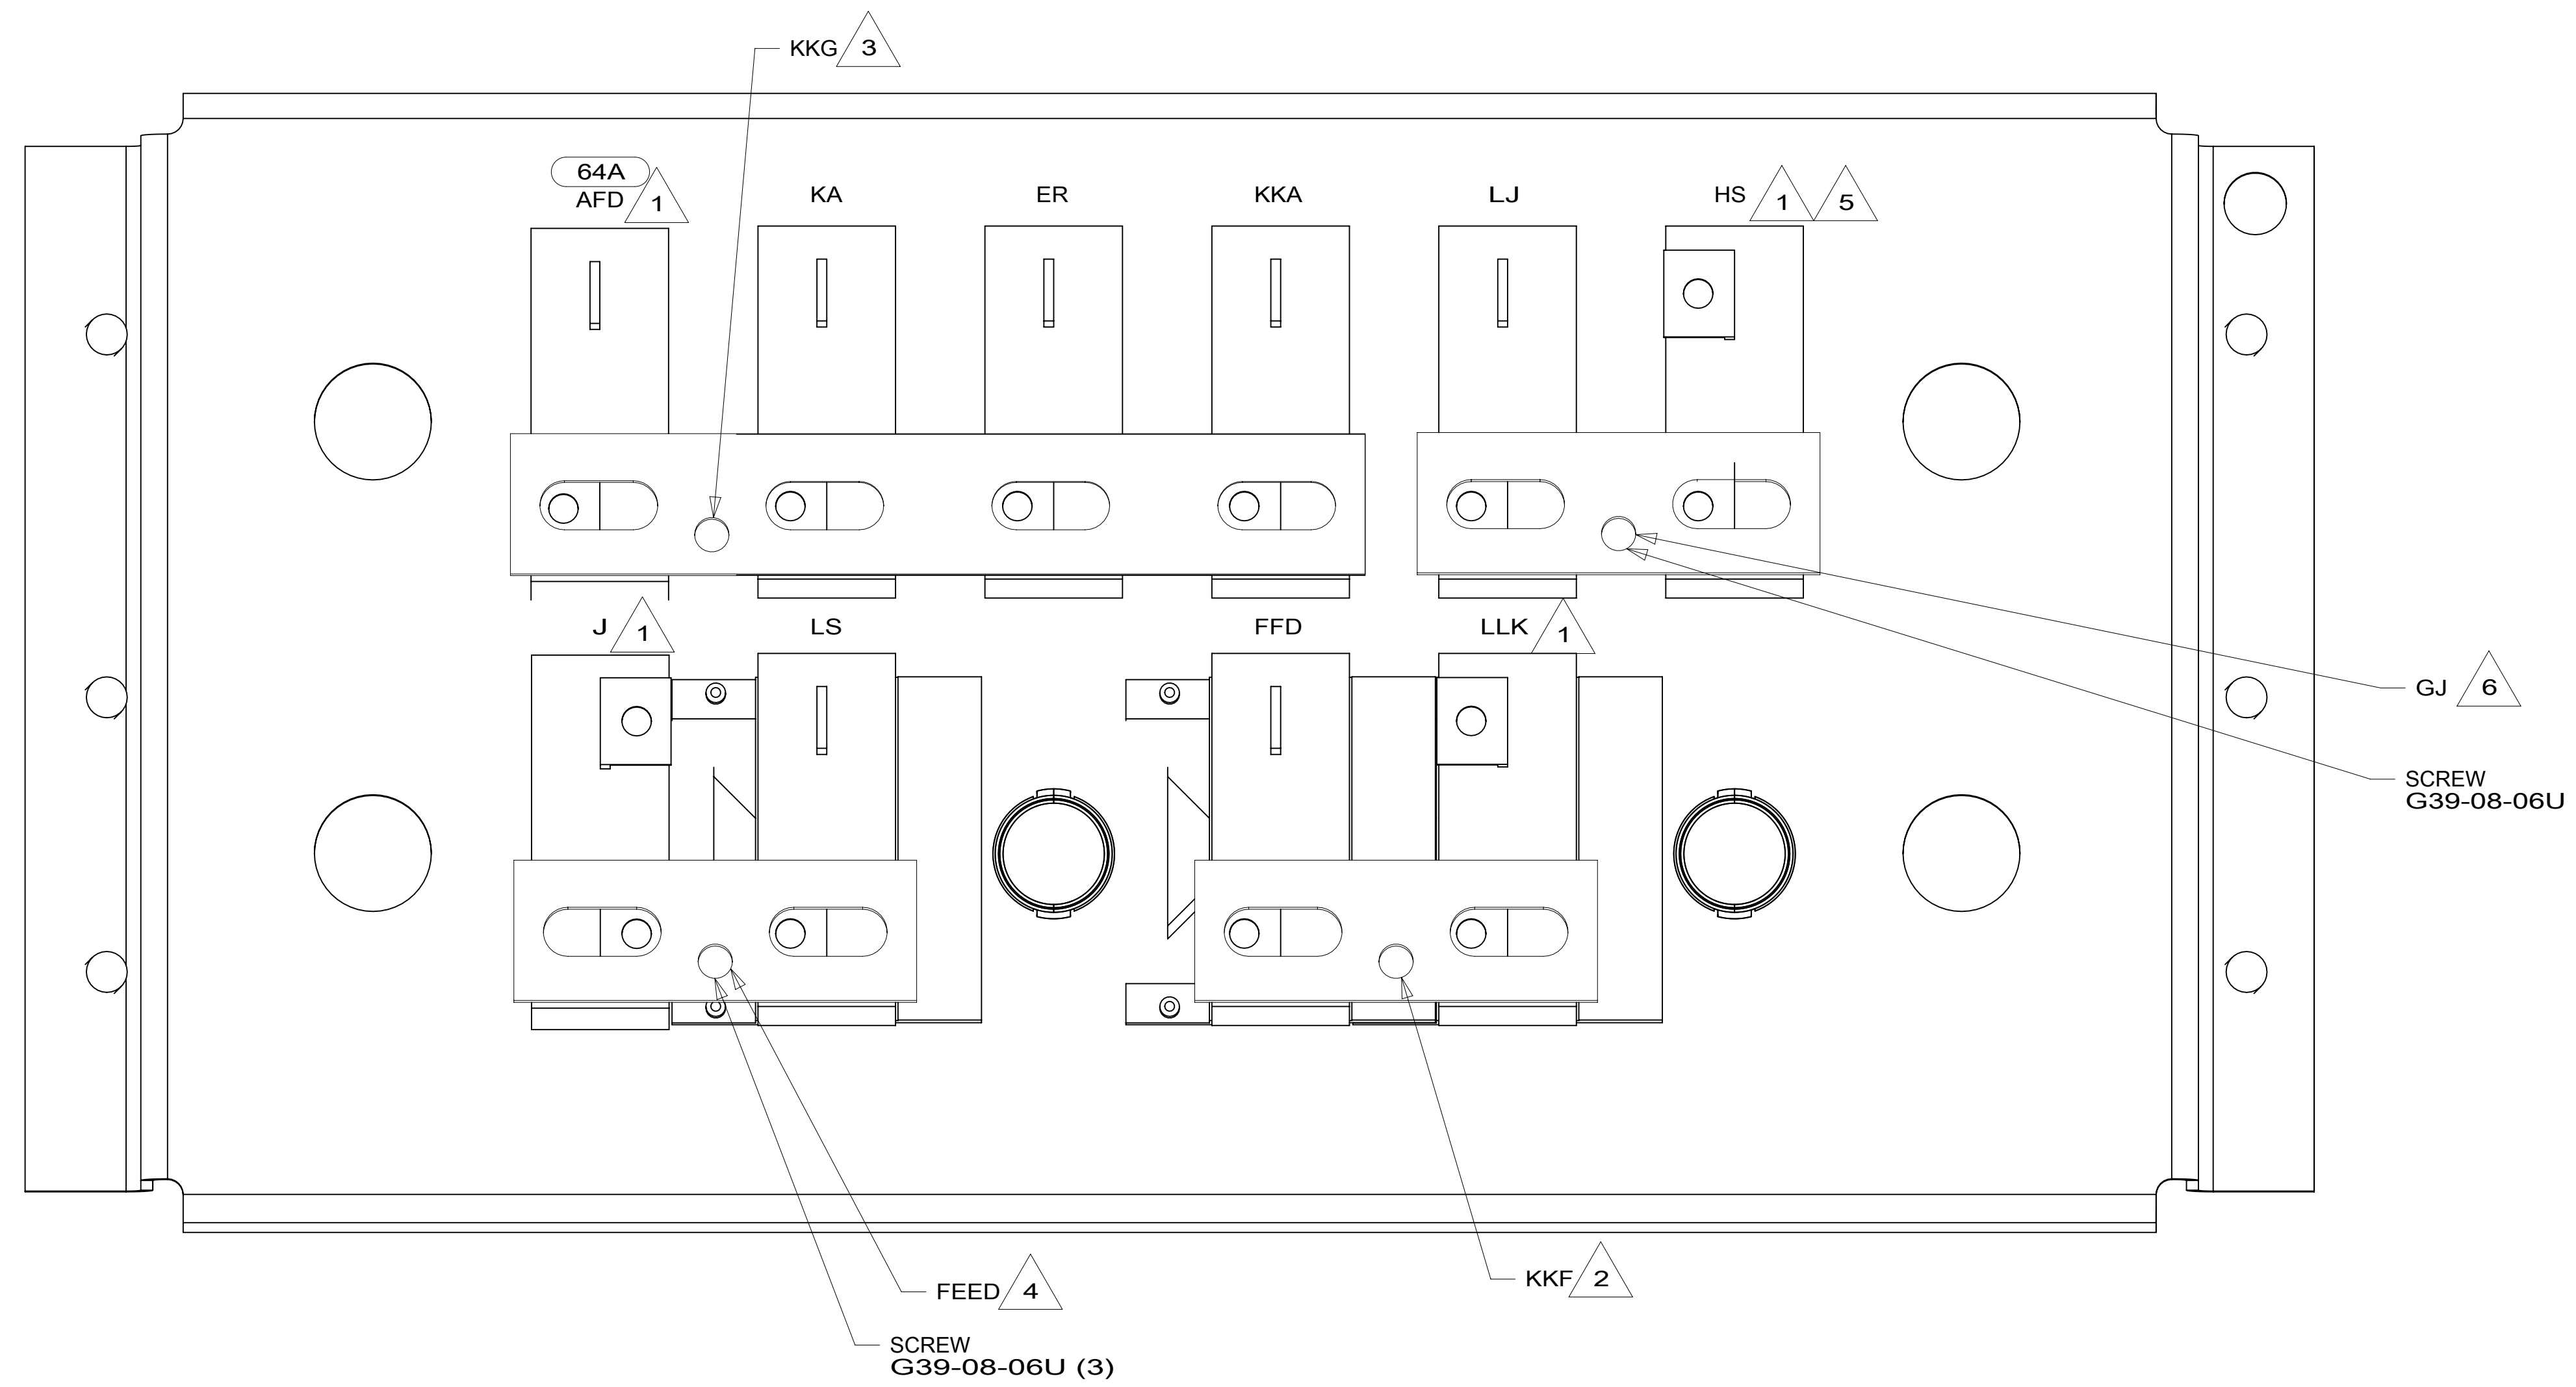 KKG 3
64A
AFD 1
KA
ER
KKA
LJ
HS 1 5
J 1
LS
FFD
LLK 1
GJ 6
SCREW
G39-08-06U
FEED 4
KKF 2
SCREW
G39-08-06U (3)